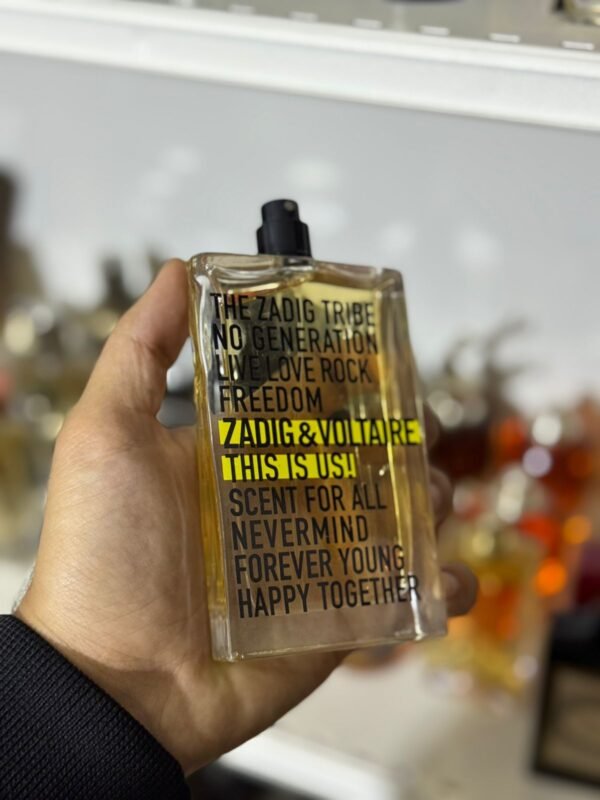 THE ZADIG TRIBE
NO GENERATION
LIVE LOVE ROCK
FREEDOM
ZADIG&VOLTAIRE
THIS IS US!
SCENT FOR ALL
NEVERMIND
FOREVER YOUNG
HAPPY TOGETHER